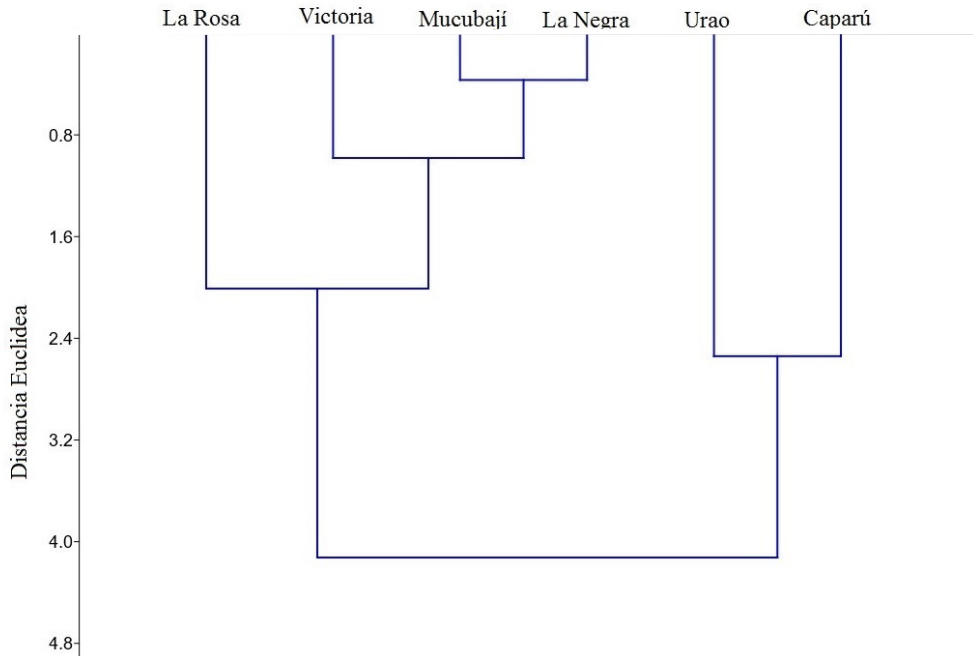 La Rosa
Victoria
Mucubají
La Negra
Urao
Caparú
0.8
1.6
2.4
3.2
4.0
4.8
Distancia Euclidea